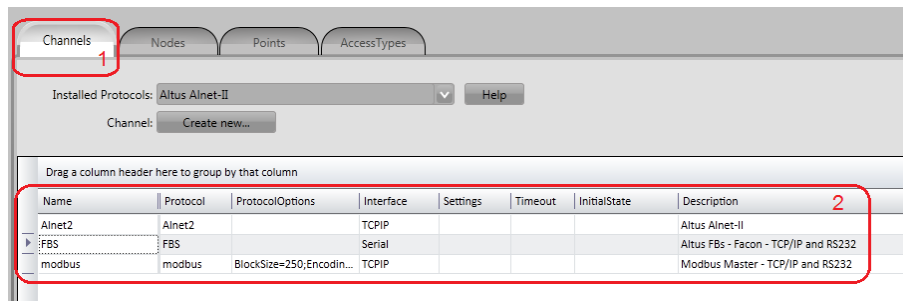 Channels Nodes Points AccessTypes
1
Installed Protocols: Altus Alnet-II Help
Channel: Create new...
Drag a column header here to group by that column
Name Protocol ProtocolOptions Interface Settings Timeout InitialState Description 2
Alnet2 Alnet2 TCPIP Altus Alnet-II
FBS FBS Serial Altus FBs - Facon - TCP/IP and RS232
modbus modbus BlockSize=250;Encodin... TCPIP Modbus Master - TCP/IP and RS232